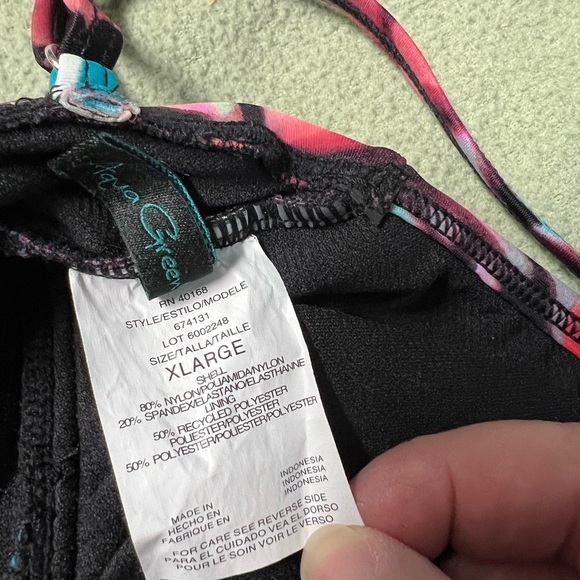 Aqua Green
RN 40168
STYLE/ESTILO/MODELE
674131
LOT 6002248
SIZE/TALLA/TAILLE
XLARGE
SHELL
80% NYLON/POLIAMIDA/NYLON
20% SPANDEX/ELASTANO/ELASTHANNE
LINING
50% RECYCLED POLYESTER/
POLIESTER/POLYESTER
50% POLYESTER/POLIESTER/POLYESTER
MADE IN INDONESIA
HECHO EN INDONESIA
FABRIQUE EN INDONESIA
FOR CARE SEE REVERSE SIDE
PARA EL CUIDADO VEA AL DORSO
POUR LE SOIN VOIR LE VERSO